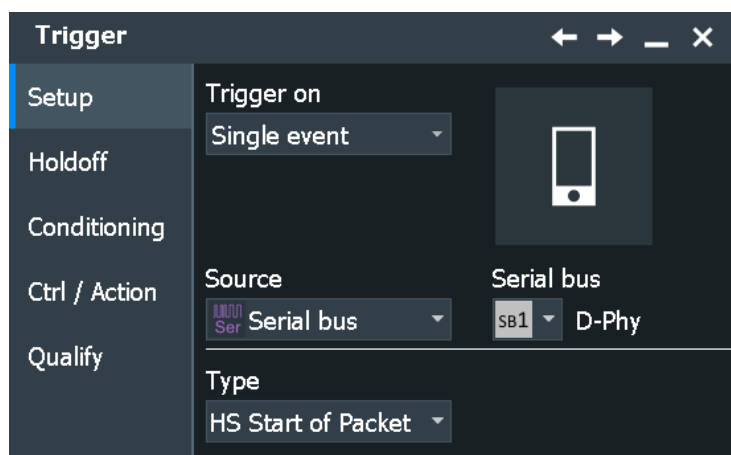 Trigger
Setup
Holdoff
Conditioning
Ctrl / Action
Qualify
Trigger on
Single event
Source
Ser Serial bus
Serial bus
SB1 D-Phy
Type
HS Start of Packet